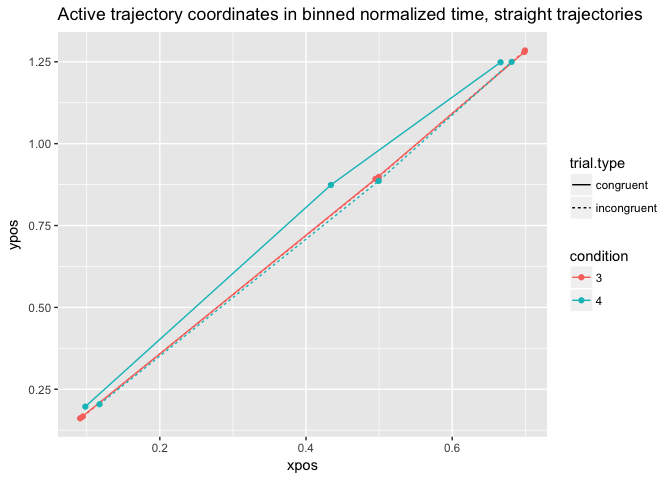 Active trajectory coordinates in binned normalized time, straight trajectories
1.25
1.00
0.75
0.50
0.25
ypos
0.2
0.4
0.6
xpos
trial.type
congruent
incongruent
condition
3
4